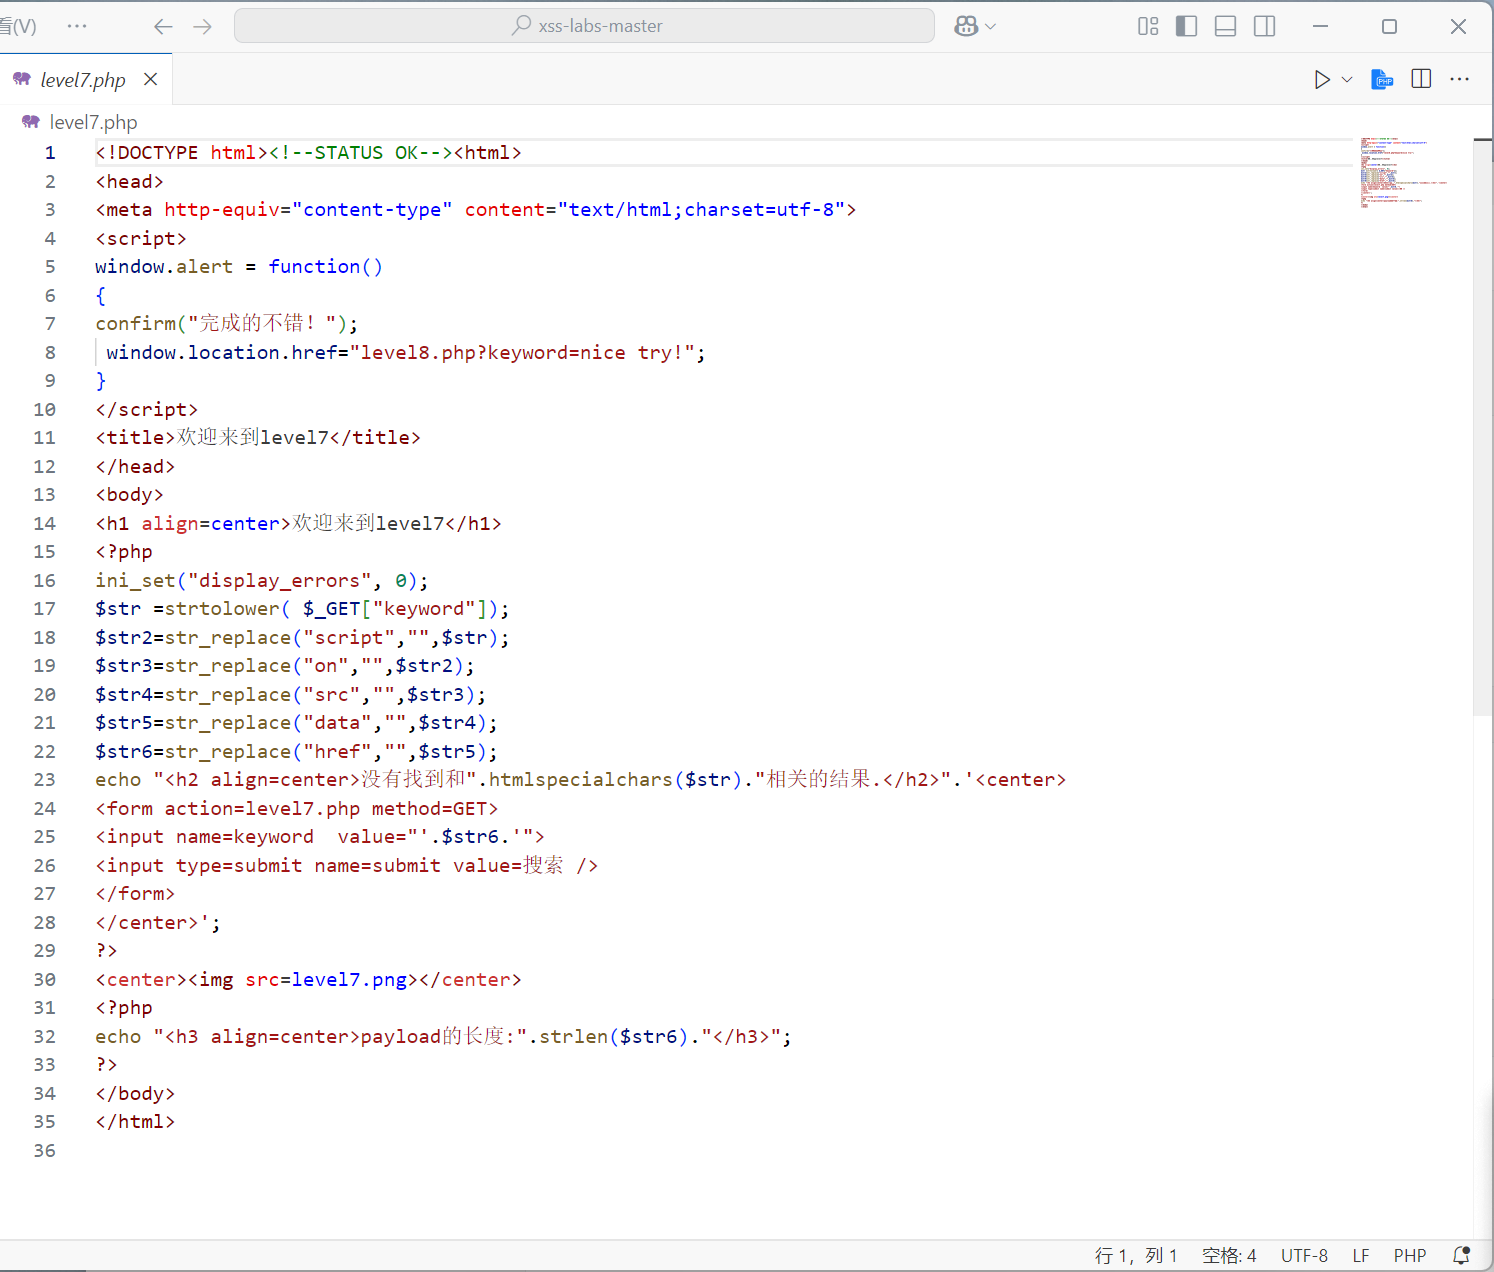 看(V) ··· xss-labs-master
level7.php
level7.php
1 <!DOCTYPE html><!--STATUS OK--><html>
2 <head>
3 <meta http-equiv="content-type" content="text/html;charset=utf-8">
4 <script>
5 window.alert = function()
6 {
7 confirm("完成的不错！");
8  window.location.href="level8.php?keyword=nice try!";
9 }
10 </script>
11 <title>欢迎来到level7</title>
12 </head>
13 <body>
14 <h1 align=center>欢迎来到level7</h1>
15 <?php
16 ini_set("display_errors", 0);
17 $str =strtolower( $_GET["keyword"]);
18 $str2=str_replace("script","",$str);
19 $str3=str_replace("on","",$str2);
20 $str4=str_replace("src","",$str3);
21 $str5=str_replace("data","",$str4);
22 $str6=str_replace("href","",$str5);
23 echo "<h2 align=center>没有找到和".htmlspecialchars($str)."相关的结果.</h2>".'<center>
24 <form action=level7.php method=GET>
25 <input name=keyword  value="'.$str6.'">
26 <input type=submit name=submit value=搜索 />
27 </form>
28 </center>';
29 ?>
30 <center><img src=level7.png></center>
31 <?php
32 echo "<h3 align=center>payload的长度:".strlen($str6)."</h3>";
33 ?>
34 </body>
35 </html>
36
行 1，列 1 空格: 4 UTF-8 LF PHP